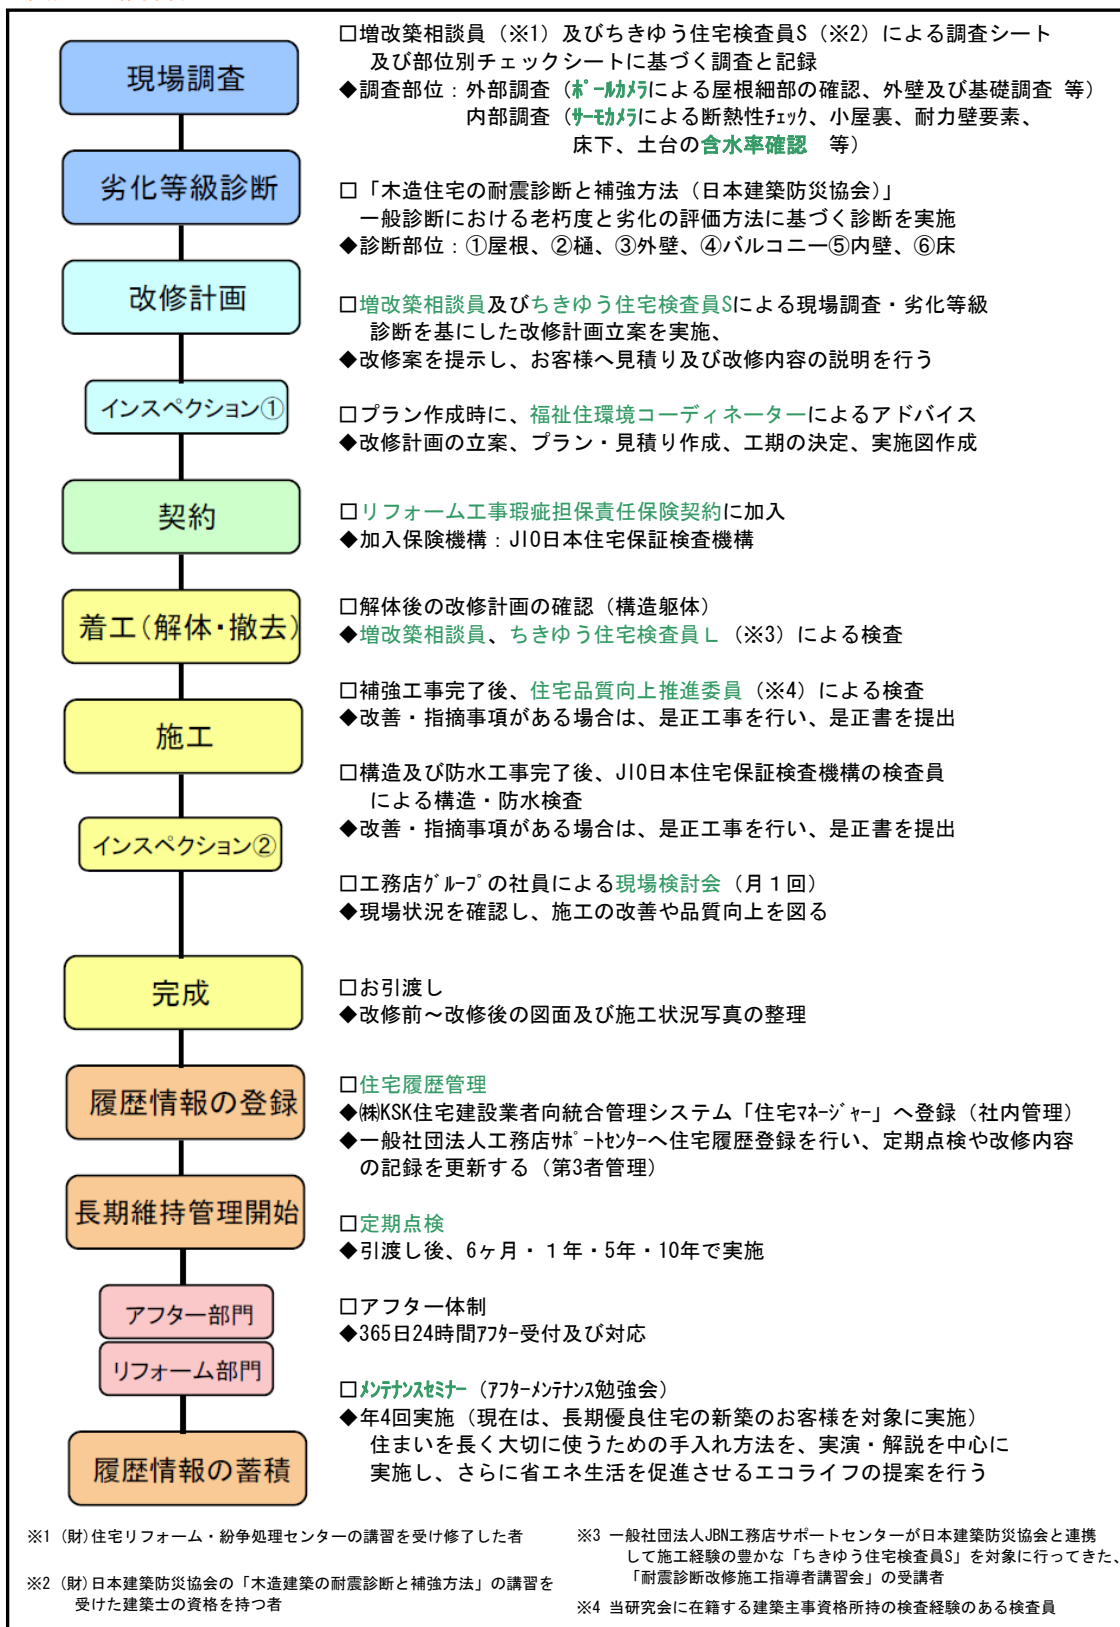 現場調査
□増改築相談員（※1）及びちきゆう住宅検査員S（※2）による調査シート
及び部位別チェックシートに基づく調査と記録
◆調査部位：外部調査（ﾎﾟｰﾙｶﾒﾗによる屋根細部の確認、外壁及び基礎調査 等）
内部調査（ｻｰﾓｶﾒﾗによる断熱性ﾁｪｯｸ、小屋裏、耐力壁要素、
床下、土台の含水率確認　等）
劣化等級診断
□「木造住宅の耐震診断と補強方法（日本建築防災協会）」
一般診断における老朽度と劣化の評価方法に基づく診断を実施
◆診断部位：①屋根、②樋、③外壁、④バルコニー⑤内壁、⑥床
改修計画
□増改築相談員及びちきゆう住宅検査員Sによる現場調査・劣化等級
診断を基にした改修計画立案を実施、
◆改修案を提示し、お客様へ見積り及び改修内容の説明を行う
インスペクション①
□プラン作成時に、福祉住環境コーディネーターによるアドバイス
◆改修計画の立案、プラン・見積り作成、工期の決定、実施図作成
契約
□リフォーム工事瑕疵担保責任保険契約に加入
◆加入保険機構：JIO日本住宅保証検査機構
着工（解体・撤去）
□解体後の改修計画の確認（構造躯体）
◆増改築相談員、ちきゆう住宅検査員Ｌ（※3）による検査
施工
□補強工事完了後、住宅品質向上推進委員（※4）による検査
◆改善・指摘事項がある場合は、是正工事を行い、是正書を提出
□構造及び防水工事完了後、JIO日本住宅保証検査機構の検査員
による構造・防水検査
◆改善・指摘事項がある場合は、是正工事を行い、是正書を提出
インスペクション②
□工務店ｸﾞﾙｰﾌﾟの社員による現場検討会（月１回）
◆現場状況を確認し、施工の改善や品質向上を図る
完成
□お引渡し
◆改修前～改修後の図面及び施工状況写真の整理
履歴情報の登録
□住宅履歴管理
◆㈱KSK住宅建設業者向統合管理システム「住宅ﾏﾈｰｼﾞｬｰ」へ登録（社内管理）
◆一般社団法人工務店ｻﾎﾟｰﾄｾﾝﾀｰへ住宅履歴登録を行い、定期点検や改修内容
の記録を更新する（第3者管理）
長期維持管理開始
□定期点検
◆引渡し後、6ヶ月・１年・5年・10年で実施
アフター部門
□アフター体制
◆365日24時間ｱﾌﾀｰ受付及び対応
リフォーム部門
□ﾒﾝﾃﾅﾝｽｾﾐﾅｰ（ｱﾌﾀｰﾒﾝﾃﾅﾝｽ勉強会）
◆年4回実施（現在は、長期優良住宅の新築のお客様を対象に実施）
住まいを長く大切に使うための手入れ方法を、実演・解説を中心に
実施し、さらに省エネ生活を促進させるエコライフの提案を行う
履歴情報の蓄積
※1 (財)住宅リフォーム・紛争処理センターの講習を受け修了した者
※2 (財)日本建築防災協会の「木造建築の耐震診断と補強方法」の講習を
受けた建築士の資格を持つ者
※3 一般社団法人JBN工務店サポートセンターが日本建築防災協会と連携
して施工経験の豊かな「ちきゆう住宅検査員S」を対象に行ってきた、
「耐震診断改修施工指導者講習会」の受講者
※4 当研究会に在籍する建築主事資格所持の検査経験のある検査員